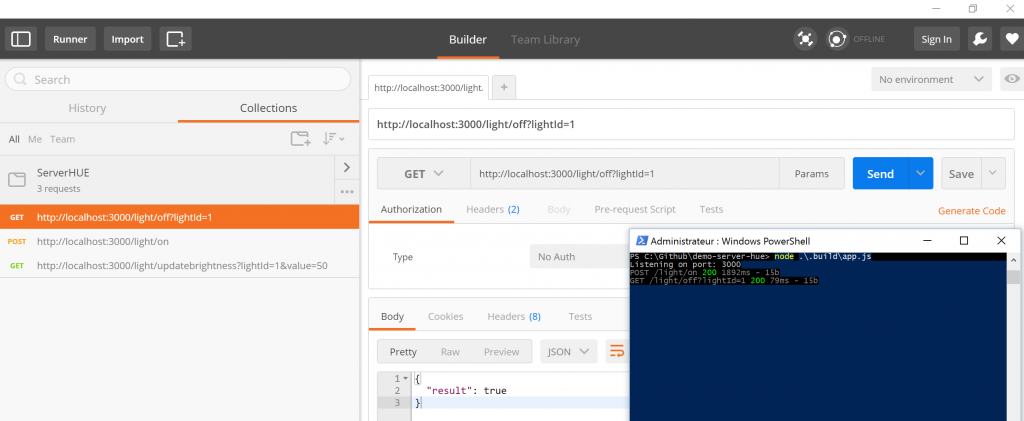 Runner Import Builder Team Library OFFLINE Sign In
Search
History Collections
All Me Team
ServerHUE
3 requests
GET http://localhost:3000/light/off?lightId=1
POST http://localhost:3000/light/on
GET http://localhost:3000/light/updatebrightness?lightId=1&value=50
http://localhost:3000/light. + No environment
http://localhost:3000/light/off?lightId=1
GET http://localhost:3000/light/off?lightId=1 Params Send Save
Authorization Headers (2) Body Pre-request Script Tests Generate Code
Type No Auth
Body Cookies Headers (8) Tests
Pretty Raw Preview JSON
1 {
2 "result": true
3 }
Administrateur : Windows PowerShell
PS C:\Github\demo-server-hue> node .\.build\app.js
Listening on port: 3000
POST /light/on 200 1892ms - 15b
GET /light/off?lightId=1 200 79ms - 15b